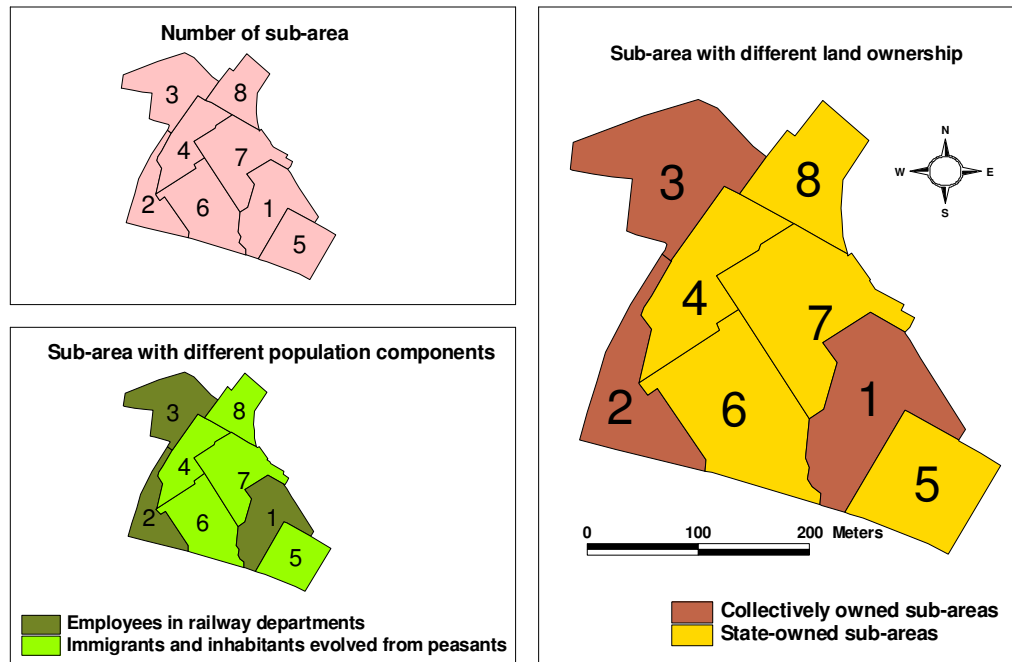 Number of sub-area
3
8
4
7
2
6
1
5
Sub-area with different population components
3
8
4
7
2
6
1
5
Employees in railway departments
Immigrants and inhabitants evolved from peasants
Sub-area with different land ownership
N
W E
S
3
8
4
7
2
6
1
5
0 100 200 Meters
Collectively owned sub-areas
State-owned sub-areas